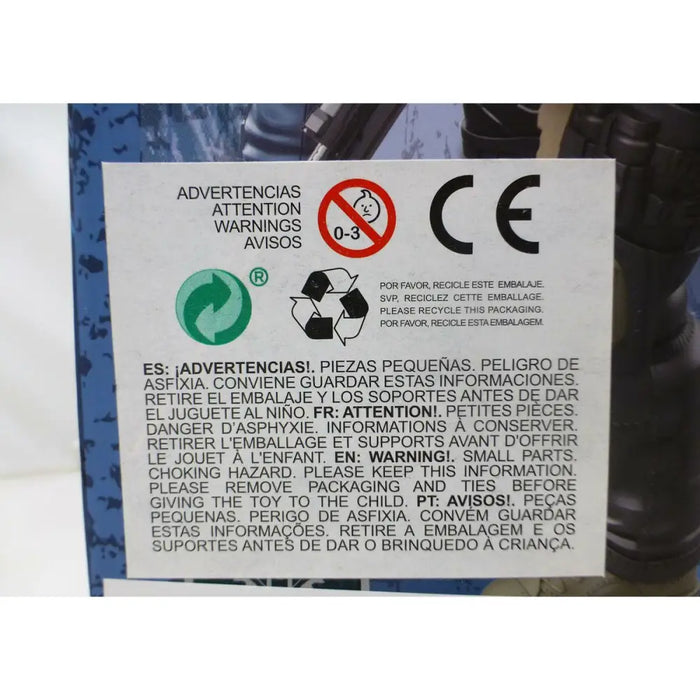 ADVERTENCIAS
ATTENTION
WARNINGS
AVISOS
0-3
CE
®
POR FAVOR, RECICLE ESTE EMBALAJE.
SVP, RECICLEZ CETTE EMBALLAGE.
PLEASE RECYCLE THIS PACKAGING.
POR FAVOR, RECICLE ESTA EMBALAGEM.
ES: ¡ADVERTENCIAS!. PIEZAS PEQUEÑAS. PELIGRO DE
ASFÍXIA. CONVIENE GUARDAR ESTAS INFORMACIONES.
RETIRE EL EMBALAJE Y LOS SOPORTES ANTES DE DAR
EL JUGUETE AL NIÑO. FR: ATTENTION!. PETITES PIÈCES.
DANGER D'ASPHYXIE. INFORMATIONS À CONSERVER.
RETIRER L'EMBALLAGE ET SUPPORTS AVANT D'OFFRIR
LE JOUET À L'ENFANT. EN: WARNING!. SMALL PARTS.
CHOKING HAZARD. PLEASE KEEP THIS INFORMATION.
PLEASE REMOVE PACKAGING AND TIES BEFORE
GIVING THE TOY TO THE CHILD. PT: AVISOS!. PEÇAS
PEQUENAS. PERIGO DE ASFIXIA. CONVÉM GUARDAR
ESTAS INFORMAÇÕES. RETIRE A EMBALAGEM E OS
SUPORTES ANTES DE DAR O BRINQUEDO À CRIANÇA.